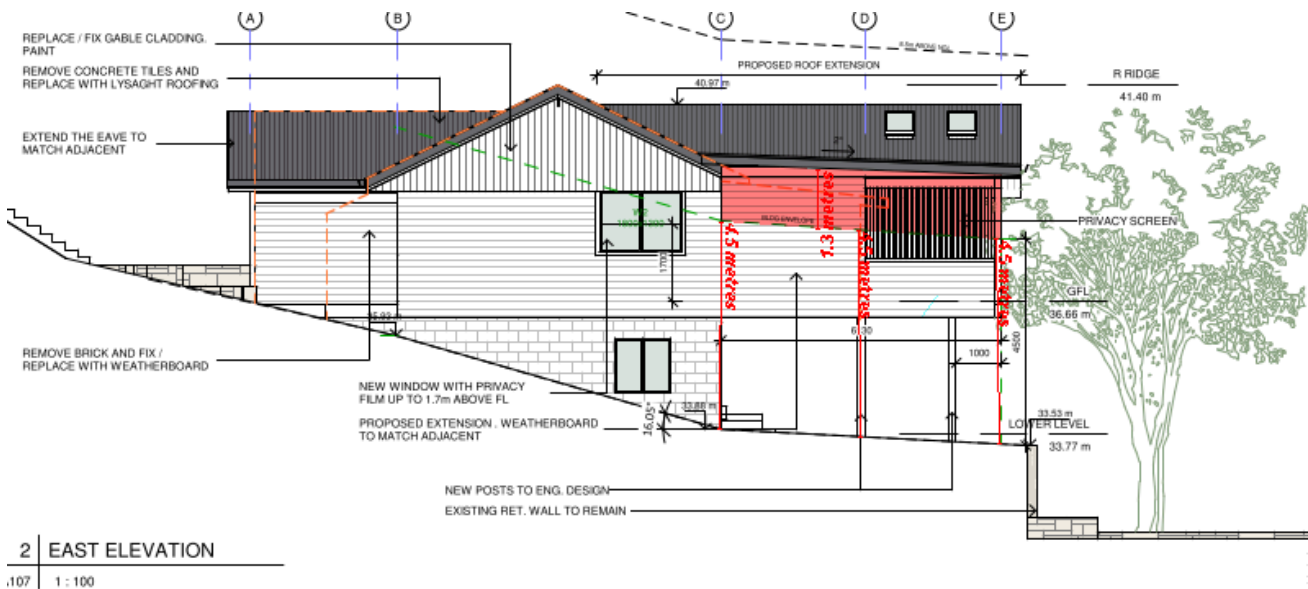 A
B
C
D
E
REPLACE / FIX GABLE CLADDING.
PAINT
REMOVE CONCRETE TILES AND
REPLACE WITH LYSAGHT ROOFING
EXTEND THE EAVE TO
MATCH ADJACENT
PROPOSED ROOF EXTENSION
40.97 m
R RIDGE
41.40 m
2°
BLDG ENVELOPE
1.3 metres
4.5 metres
4.5 metres
4.5 metres
PRIVACY SCREEN
1700
GFL
36.66 m
1000
4500
REMOVE BRICK AND FIX /
REPLACE WITH WEATHERBOARD
NEW WINDOW WITH PRIVACY
FILM UP TO 1.7m ABOVE FL
PROPOSED EXTENSION . WEATHERBOARD
TO MATCH ADJACENT
16.05°
33.88 m
33.53 m
LOWER LEVEL
33.77 m
NEW POSTS TO ENG. DESIGN
EXISTING RET. WALL TO REMAIN
2 EAST ELEVATION
107 1 : 100